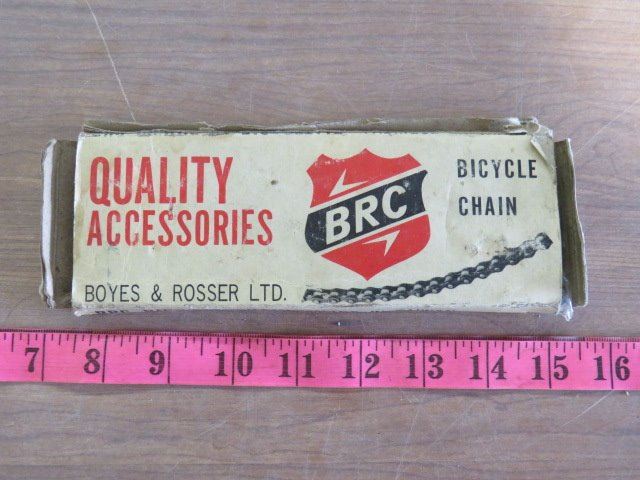 QUALITY
ACCESSORIES
BOYES & ROSSER LTD.
BRC
BICYCLE
CHAIN
7 8 9 10 11 12 13 14 15 16